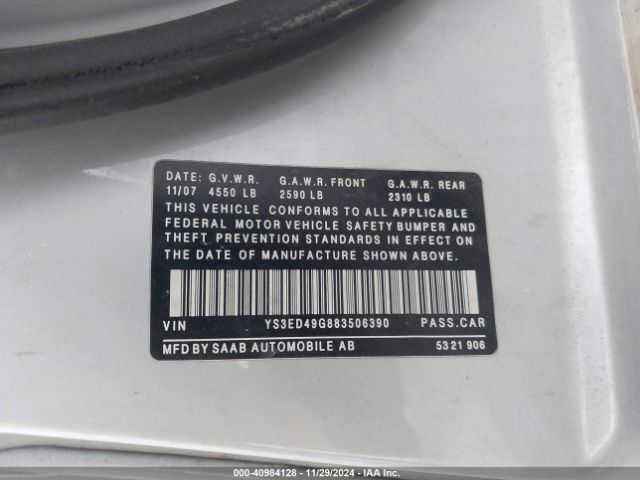 DATE: G.V.W.R. G.A.W.R. FRONT G.A.W.R. REAR
11/07 4550 LB 2590 LB 2310 LB
THIS VEHICLE CONFORMS TO ALL APPLICABLE
FEDERAL MOTOR VEHICLE SAFETY BUMPER AND
THEFT PREVENTION STANDARDS IN EFFECT ON
THE DATE OF MANUFACTURE SHOWN ABOVE.
VIN YS3ED49G883506390 PASS.CAR
MFD BY SAAB AUTOMOBILE AB 5321 906
000-40984128 - 11/29/2024 - IAA Inc.